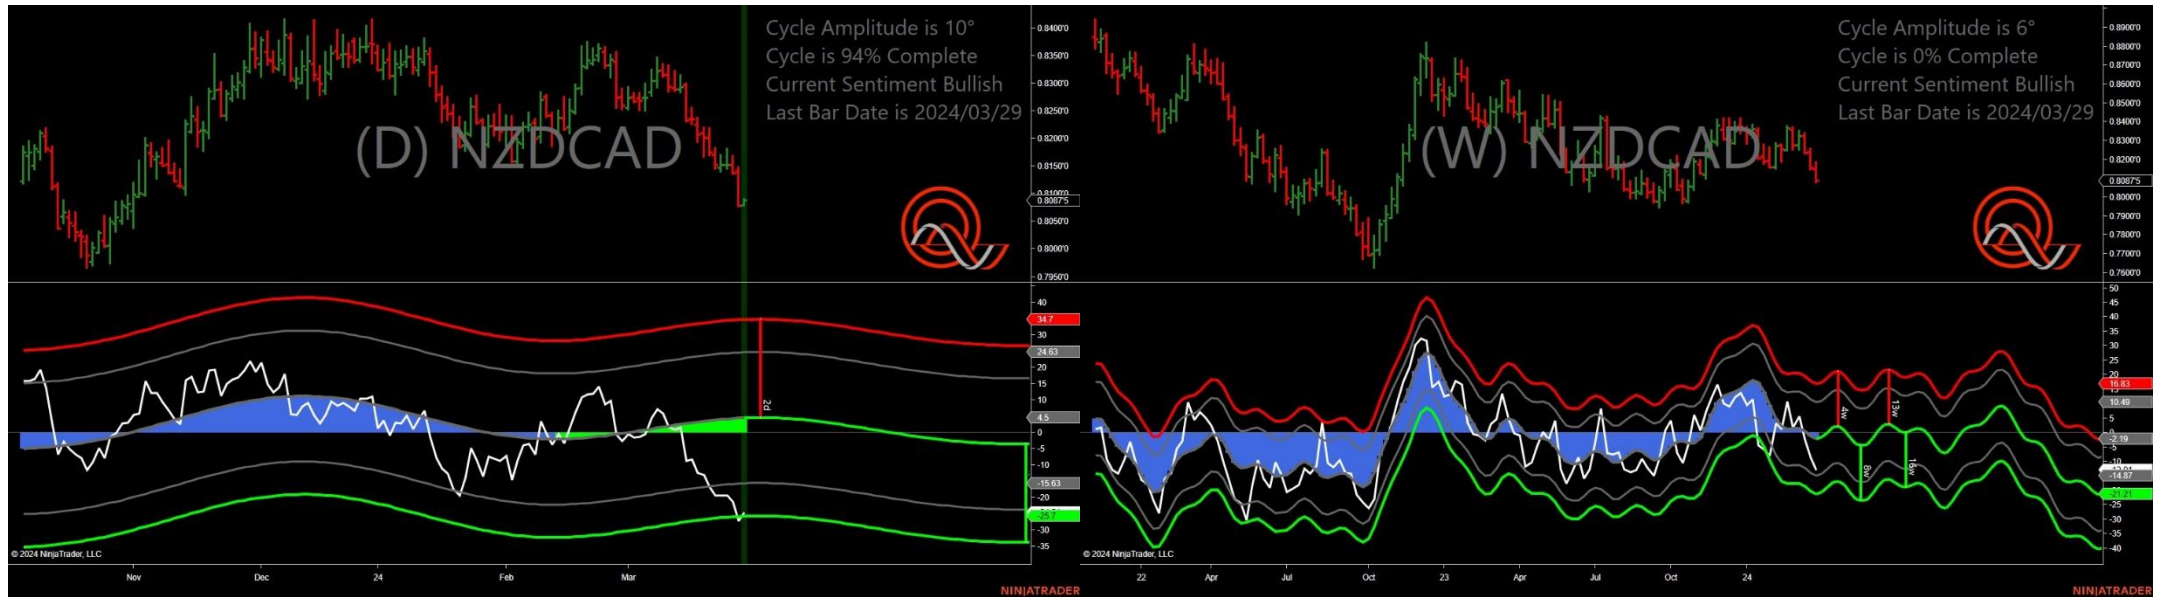 Cycle Amplitude is 10°
Cycle is 94% Complete
Current Sentiment Bullish
Last Bar Date is 2024/03/29
(D) NZDCAD
0.8400'0
0.8350'0
0.8300'0
0.8250'0
0.8200'0
0.8150'0
0.8100'0
0.8087'5
0.8050'0
0.8000'0
0.7950'0
40
34.7
30
24.63
20
15
10
4.5
0
-5
-10
-15.63
-20
-25.7
-30
-35
2d
© 2024 NinjaTrader, LLC
Nov
Dec
24
Feb
Mar
NINJATRADER
Cycle Amplitude is 6°
Cycle is 0% Complete
Current Sentiment Bullish
Last Bar Date is 2024/03/29
(W) NZDCAD
0.8900'0
0.8800'0
0.8700'0
0.8600'0
0.8500'0
0.8400'0
0.8300'0
0.8200'0
0.8087'5
0.8000'0
0.7900'0
0.7800'0
0.7700'0
0.7600'0
50
45
40
35
30
25
20
16.83
10.49
5
0
-2.19
-10
-14.87
-21.21
-25
-30
-35
-40
4w
13w
8w
16w
© 2024 NinjaTrader, LLC
22
Apr
Jul
Oct
23
Apr
Jul
Oct
24
NINJATRADER